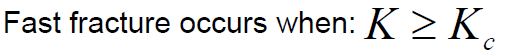 Fast fracture occurs when: K ≥ K_c